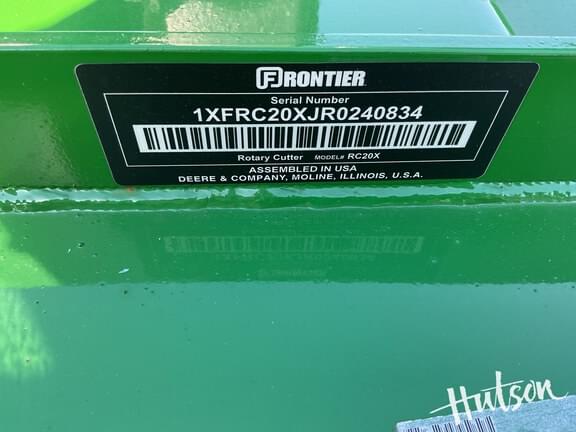 FRONTIER
Serial Number
1XFRC20XJR0240834
Rotary Cutter MODEL# RC20X
ASSEMBLED IN USA
DEERE & COMPANY, MOLINE, ILLINOIS, U.S.A.
Hutson